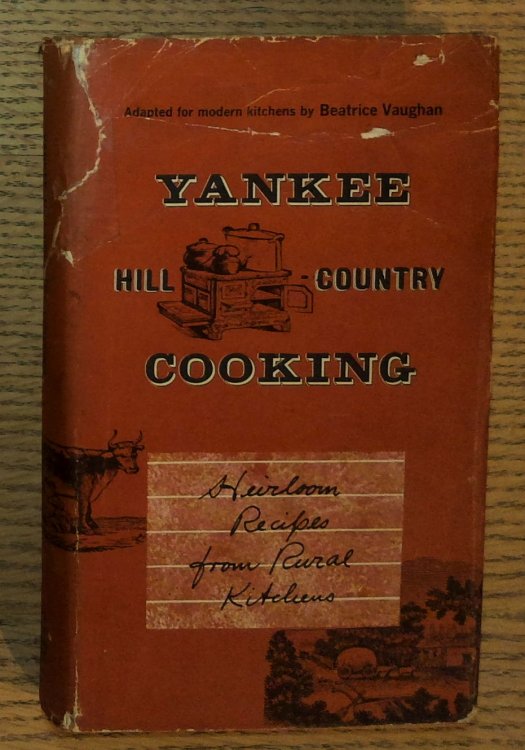 Adapted for modern kitchens by Beatrice Vaughan
YANKEE
HILL COUNTRY
COOKING
Heirloom
Recipes
from Rural
Kitchens